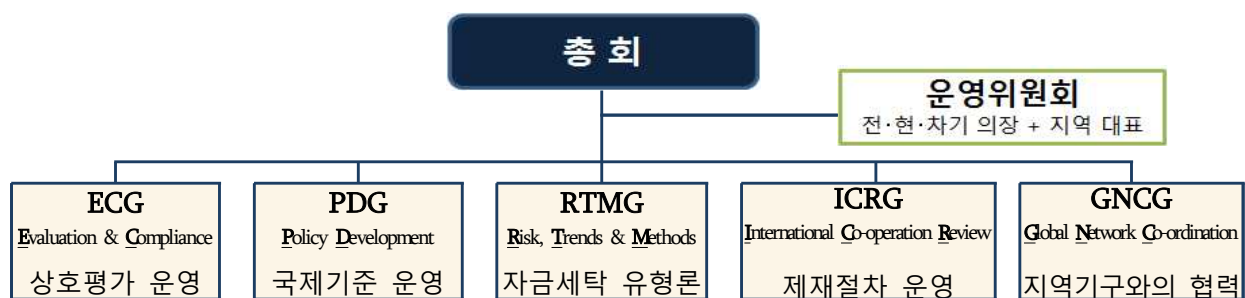 총 회
운영위원회
전·현·차기 의장 + 지역 대표
ECG
Evaluation & Compliance
상호평가 운영
PDG
Policy Development
국제기준 운영
RTMG
Risk, Trends & Methods
자금세탁 유형론
ICRG
International Co-operation Review
제재절차 운영
GNCG
Global Network Co-ordination
지역기구와의 협력